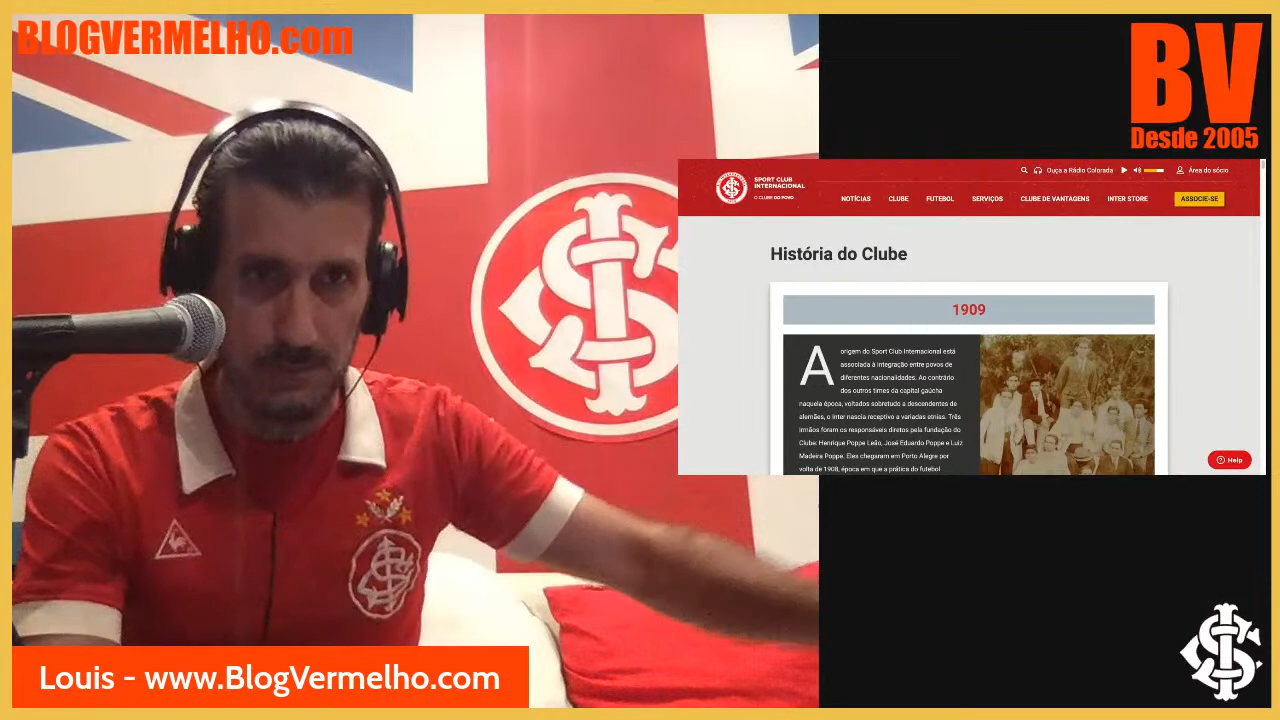 BLOGVERMELHO.com
BV
Desde 2005
SPORT CLUB
INTERNACIONAL
O CLUBE DO POVO
Ouça a Rádio Colorada
Área do sócio
NOTÍCIAS
CLUBE
FUTEBOL
SERVIÇOS
CLUBE DE VANTAGENS
INTER STORE
ASSOCIE-SE
História do Clube
1909
A origem do Sport Club Internacional está
associada à integração entre povos de
diferentes nacionalidades. Ao contrário
dos outros times da capital gaúcha
naquela época, voltados sobretudo a descendentes de
alemães, o Inter nascia receptivo a variadas etnias. Três
irmãos foram os responsáveis diretos pela fundação do
Clube: Henrique Poppe Leão, José Eduardo Poppe e Luiz
Madeira Poppe. Eles chegaram em Porto Alegre por
volta de 1908, época em que a prática do futebol
Help
Louis - www.BlogVermelho.com